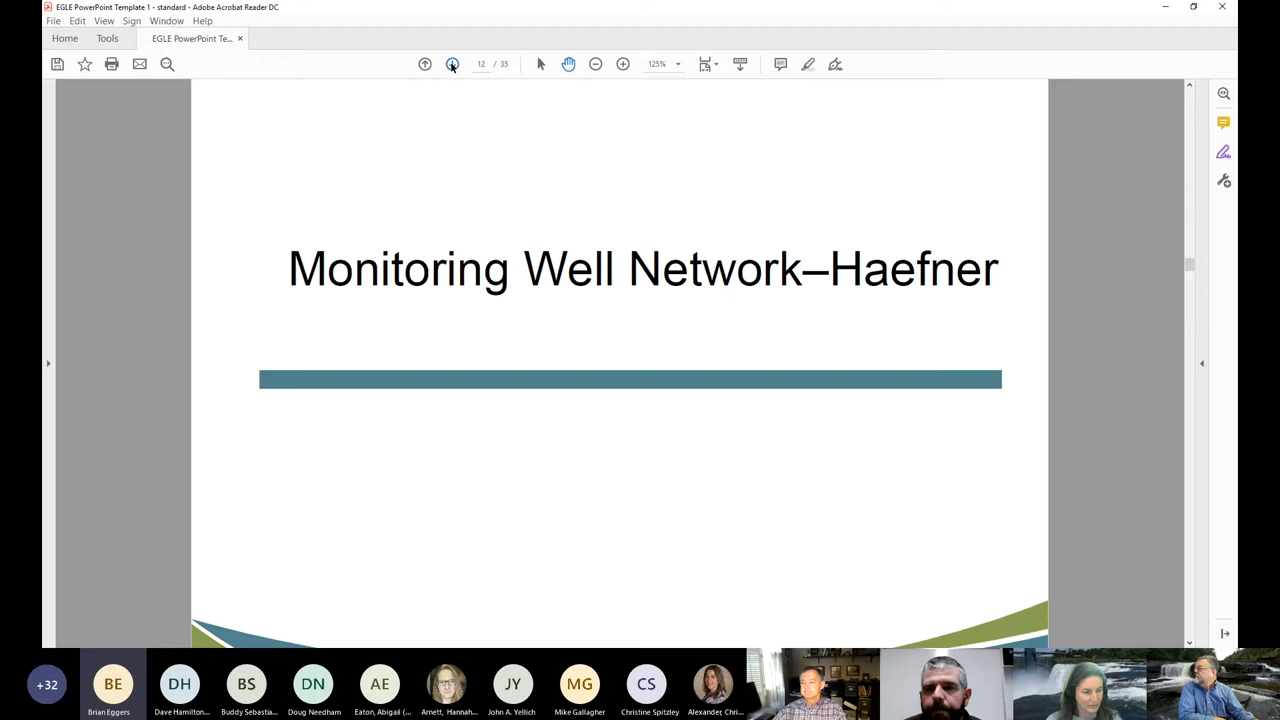 EGLE PowerPoint Template 1 - standard - Adobe Acrobat Reader DC
File Edit View Sign Window Help
Home Tools EGLE PowerPoint Te... ×
12 / 35 125%
Monitoring Well Network–Haefner
+32 BE DH BS DN AE JY MG CS
Brian Eggers Dave Hamilton... Buddy Sebastia... Doug Needham Eaton, Abigail (... Arnett, Hannah... John A. Yellich Mike Gallagher Christine Spitzley Alexander, Chri...